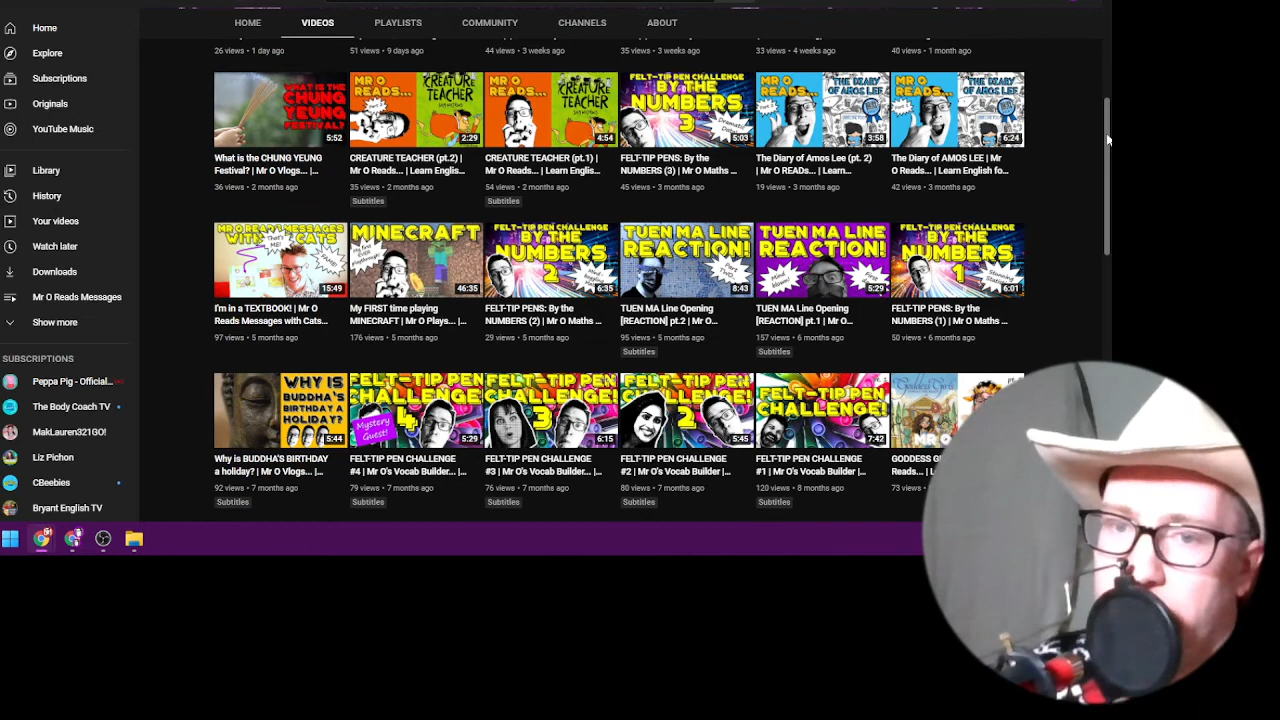 HOME VIDEOS PLAYLISTS COMMUNITY CHANNELS ABOUT
Home
Explore
Subscriptions
Originals
YouTube Music
Library
History
Your videos
Watch later
Downloads
Mr O Reads Messages
Show more
SUBSCRIPTIONS
Peppa Pig - Official...
The Body Coach TV
MakLauren321GO!
Liz Pichon
CBeebies
Bryant English TV
26 views • 1 day ago
51 views • 9 days ago
44 views • 3 weeks ago
35 views • 3 weeks ago
33 views • 4 weeks ago
40 views • 1 month ago
WHAT IS THE
CHUNG
YEUNG
FESTIVAL?
5:52
What is the CHUNG YEUNG
Festival? | Mr O Vlogs... |...
36 views • 2 months ago
MR O
READS...
CREATURE
TEACHER
2:29
CREATURE TEACHER (pt.2) |
Mr O Reads... | Learn Englis...
35 views • 2 months ago
Subtitles
MR O
READS...
CREATURE
TEACHER
4:54
CREATURE TEACHER (pt.1) |
Mr O Reads... | Learn Englis...
54 views • 2 months ago
Subtitles
FELT-TIP PEN CHALLENGE
BY THE
NUMBERS
3
5:03
FELT-TIP PENS: By the
NUMBERS (3) | Mr O Maths ...
45 views • 3 months ago
MR O
READS...
THE DIARY
OF AMOS LEE
3:58
The Diary of Amos Lee (pt. 2)
| Mr O READs... | Learn...
19 views • 3 months ago
MR O
READS...
THE DIARY
OF AMOS LEE
6:24
The Diary of AMOS LEE | Mr
O Reads... | Learn English fo...
42 views • 3 months ago
MR O READS MESSAGES
WITH CATS
That's
ME!
15:49
I'm in a TEXTBOOK! | Mr O
Reads Messages with Cats...
97 views • 5 months ago
MINECRAFT
My first
EVER
playthrough!
46:35
My FIRST time playing
MINECRAFT | Mr O Plays... |...
176 views • 5 months ago
FELT-TIP PEN CHALLENGE
BY THE
NUMBERS
2
6:35
FELT-TIP PENS: By the
NUMBERS (2) | Mr O Maths ...
29 views • 5 months ago
TUEN MA LINE
REACTION!
Part
Two
8:43
TUEN MA Line Opening
[REACTION] pt.2 | Mr O...
95 views • 5 months ago
Subtitles
TUEN MA LINE
REACTION!
5:29
TUEN MA Line Opening
[REACTION] pt.1 | Mr O...
157 views • 5 months ago
Subtitles
FELT-TIP PEN CHALLENGE
BY THE
NUMBERS
1
6:01
FELT-TIP PENS: By the
NUMBERS (1) | Mr O Maths ...
50 views • 6 months ago
WHY IS
BUDDHA'S
BIRTHDAY A
HOLIDAY?
5:44
Why is BUDDHA'S BIRTHDAY
a holiday? | Mr O Vlogs... |...
92 views • 7 months ago
Subtitles
FELT-TIP PEN
CHALLENGE
4
Mystery
Guest!
5:29
FELT-TIP PEN CHALLENGE
#4 | Mr O's Vocab Builder...
79 views • 7 months ago
Subtitles
FELT-TIP PEN
CHALLENGE
3
6:15
FELT-TIP PEN CHALLENGE
#3 | Mr O's Vocab Builder...
76 views • 7 months ago
Subtitles
FELT-TIP PEN
CHALLENGE
2
5:45
FELT-TIP PEN CHALLENGE
#2 | Mr O's Vocab Builder |...
80 views • 7 months ago
Subtitles
FELT-TIP PEN
CHALLENGE!
7:42
FELT-TIP PEN CHALLENGE
#1 | Mr O's Vocab Builder |...
120 views • 8 months ago
Subtitles
Goddess Girls
MR O
GODDESS G
Reads... | L
73 views •